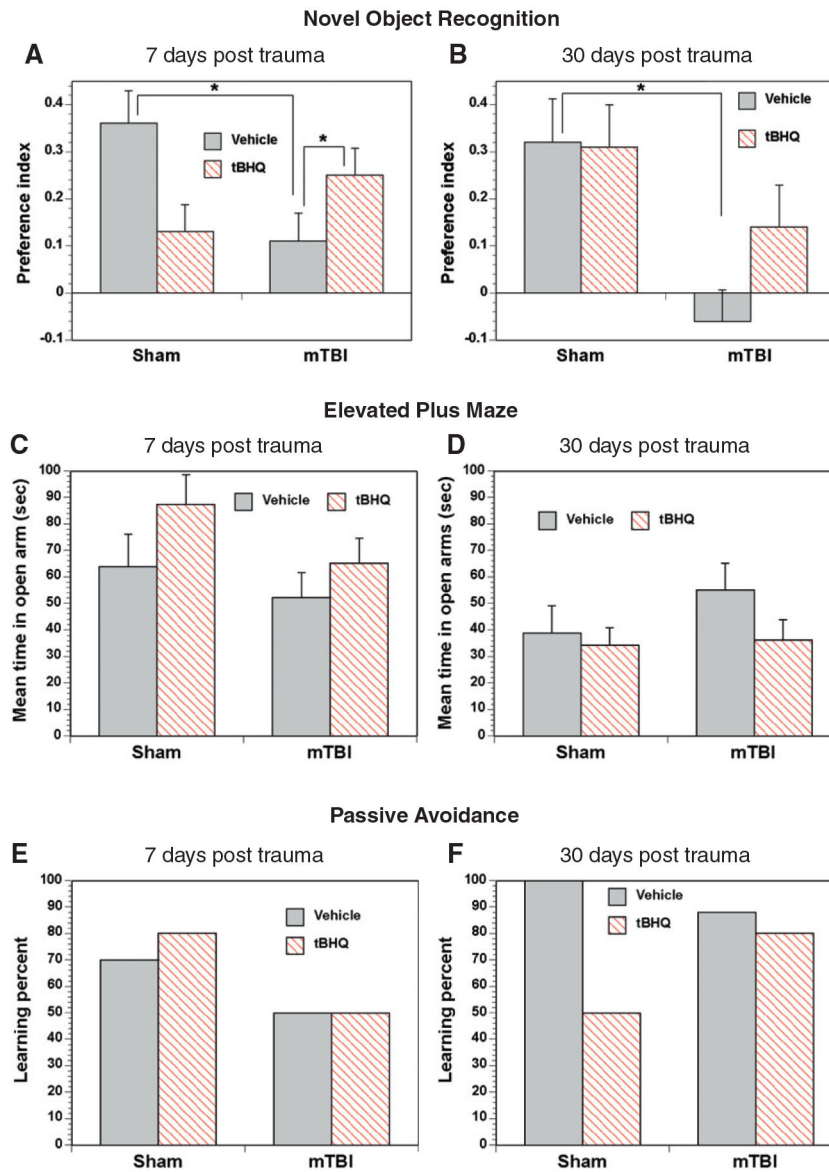 Novel Object Recognition
A 7 days post trauma
B 30 days post trauma
Preference index
0.4
0.3
0.2
0.1
0
-0.1
*
*
Vehicle
tBHQ
Sham mTBI
Preference index
0.4
0.3
0.2
0.1
0
-0.1
*
Vehicle
tBHQ
Sham mTBI
Elevated Plus Maze
C 7 days post trauma
D 30 days post trauma
Mean time in open arm (sec)
100
90
80
70
60
50
40
30
20
10
0
Vehicle tBHQ
Sham mTBI
Mean time in open arms (sec)
100
90
80
70
60
50
40
30
20
10
0
Vehicle tBHQ
Sham mTBI
Passive Avoidance
E 7 days post trauma
F 30 days post trauma
Learning percent
100
90
80
70
60
50
40
30
20
10
0
Vehicle
tBHQ
Sham mTBI
Learning percent
100
90
80
70
60
50
40
30
20
10
0
Vehicle
tBHQ
Sham mTBI